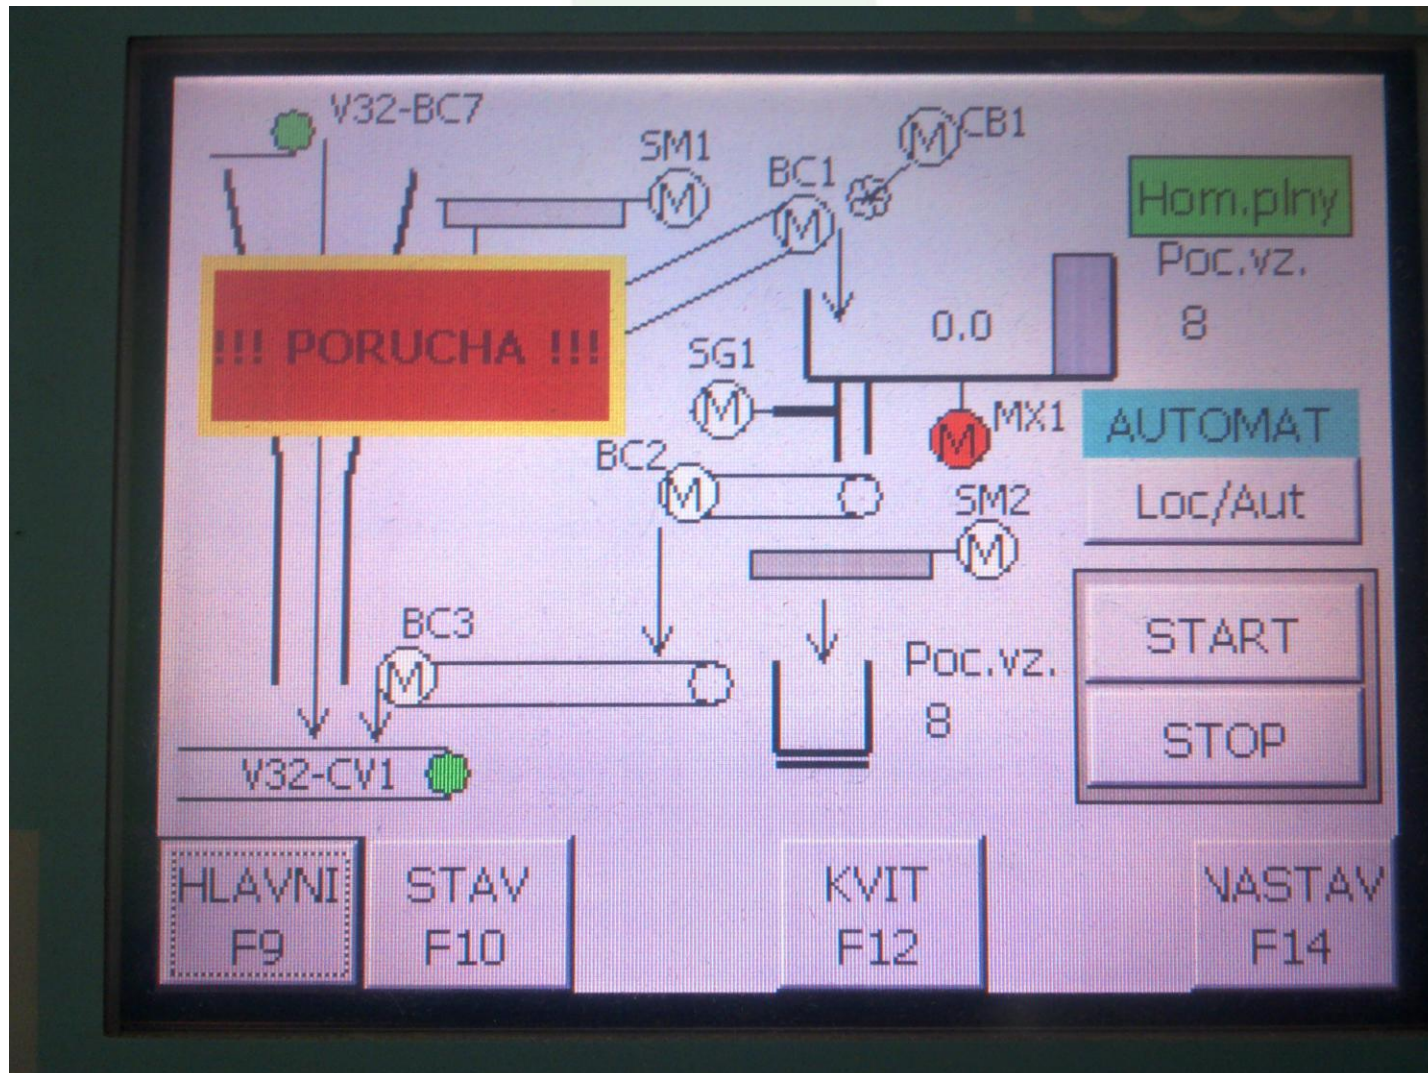 V32-BC7
SM1
M
BC1
M
M
CB1
Hom.plny
Poc.vz.
8
!!! PORUCHA !!!
0.0
SG1
M
M
MX1
AUTOMAT
BC2
M
SM2
M
Loc/Aut
START
BC3
M
Poc.vz.
8
STOP
V32-CV1
HLAVNI
F9
STAV
F10
KVIT
F12
NASTAV
F14